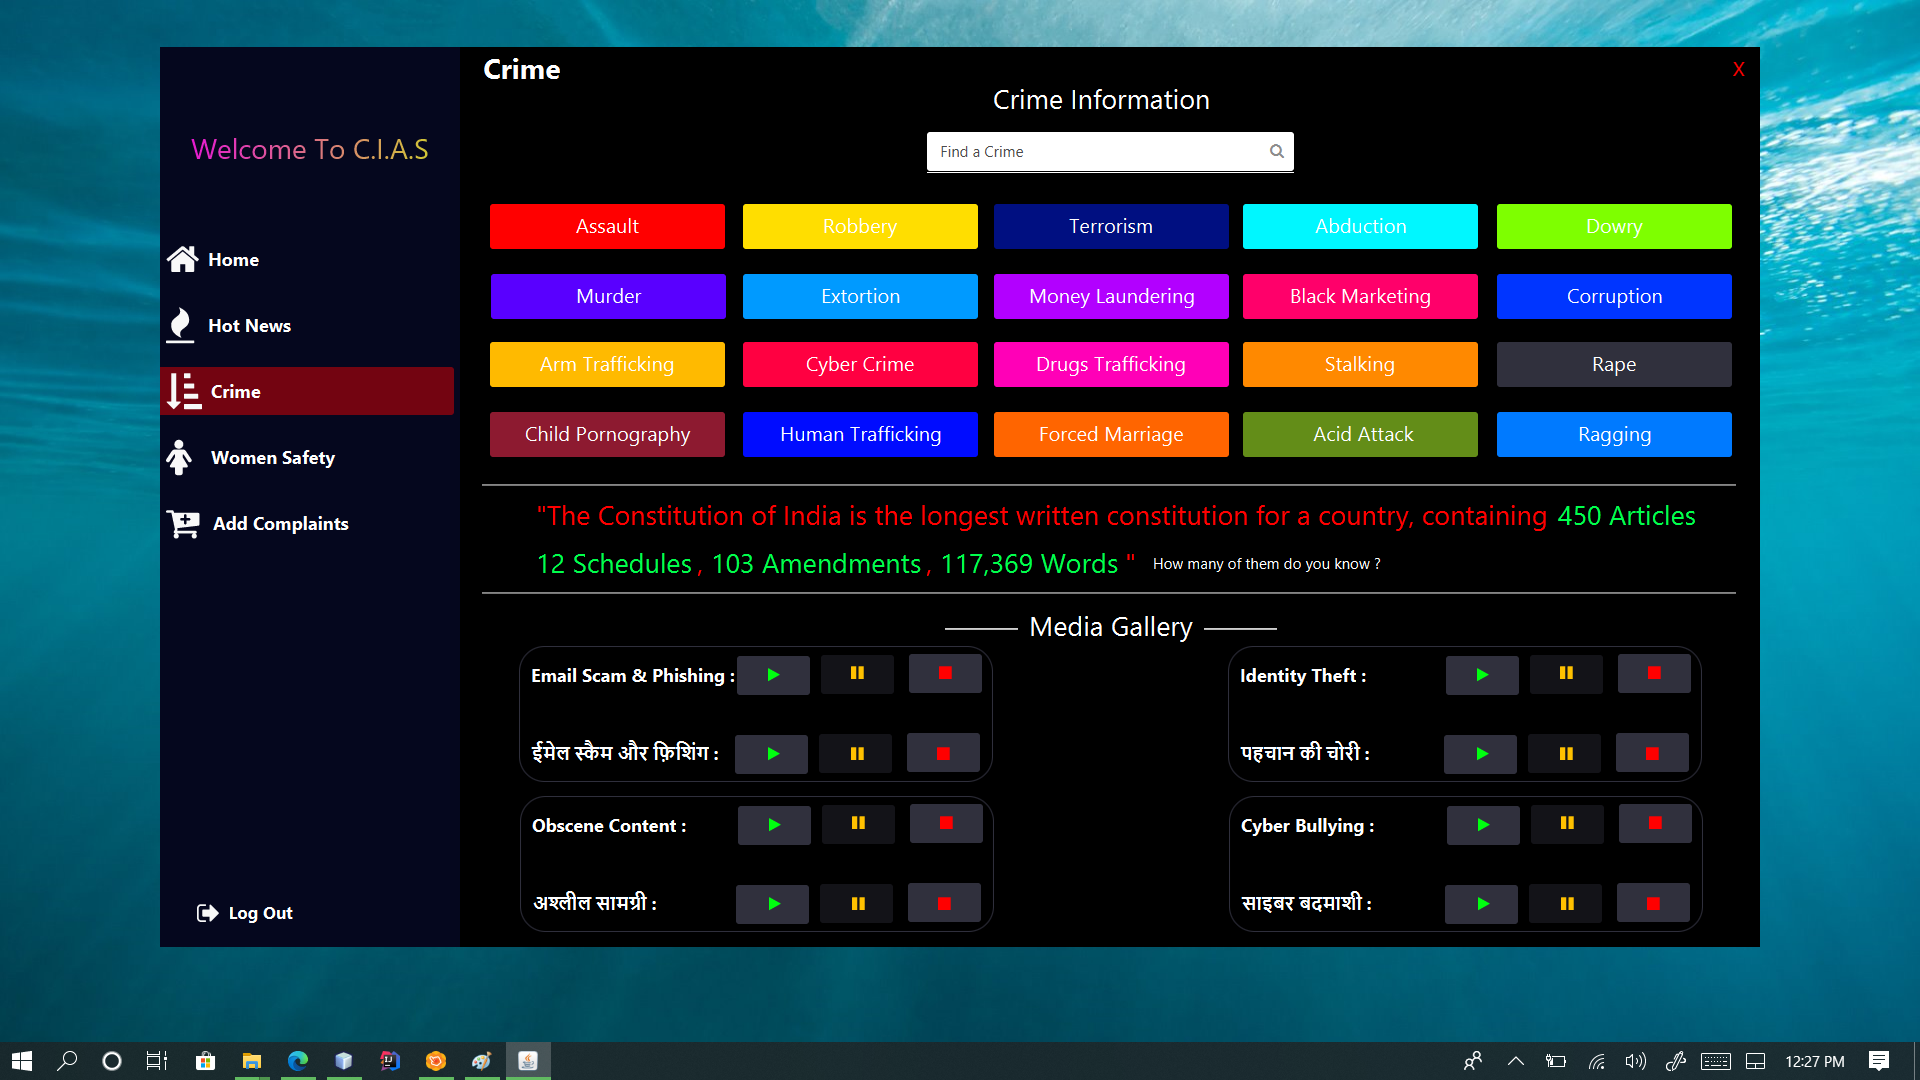 Crime
X
Crime Information
Welcome To C.I.A.S
Find a Crime
Assault Robbery Terrorism Abduction Dowry
Home
Murder Extortion Money Laundering Black Marketing Corruption
Hot News
Arm Trafficking Cyber Crime Drugs Trafficking Stalking Rape
Crime
Child Pornography Human Trafficking Forced Marriage Acid Attack Ragging
Women Safety
Add Complaints
"The Constitution of India is the longest written constitution for a country, containing 450 Articles
12 Schedules , 103 Amendments , 117,369 Words " How many of them do you know ?
Media Gallery
Email Scam & Phishing : Identity Theft :
ईमेल स्कैम और फ़िशिंग : पहचान की चोरी :
Obscene Content : Cyber Bullying :
अश्लील सामग्री : साइबर बदमाशी :
Log Out
12:27 PM